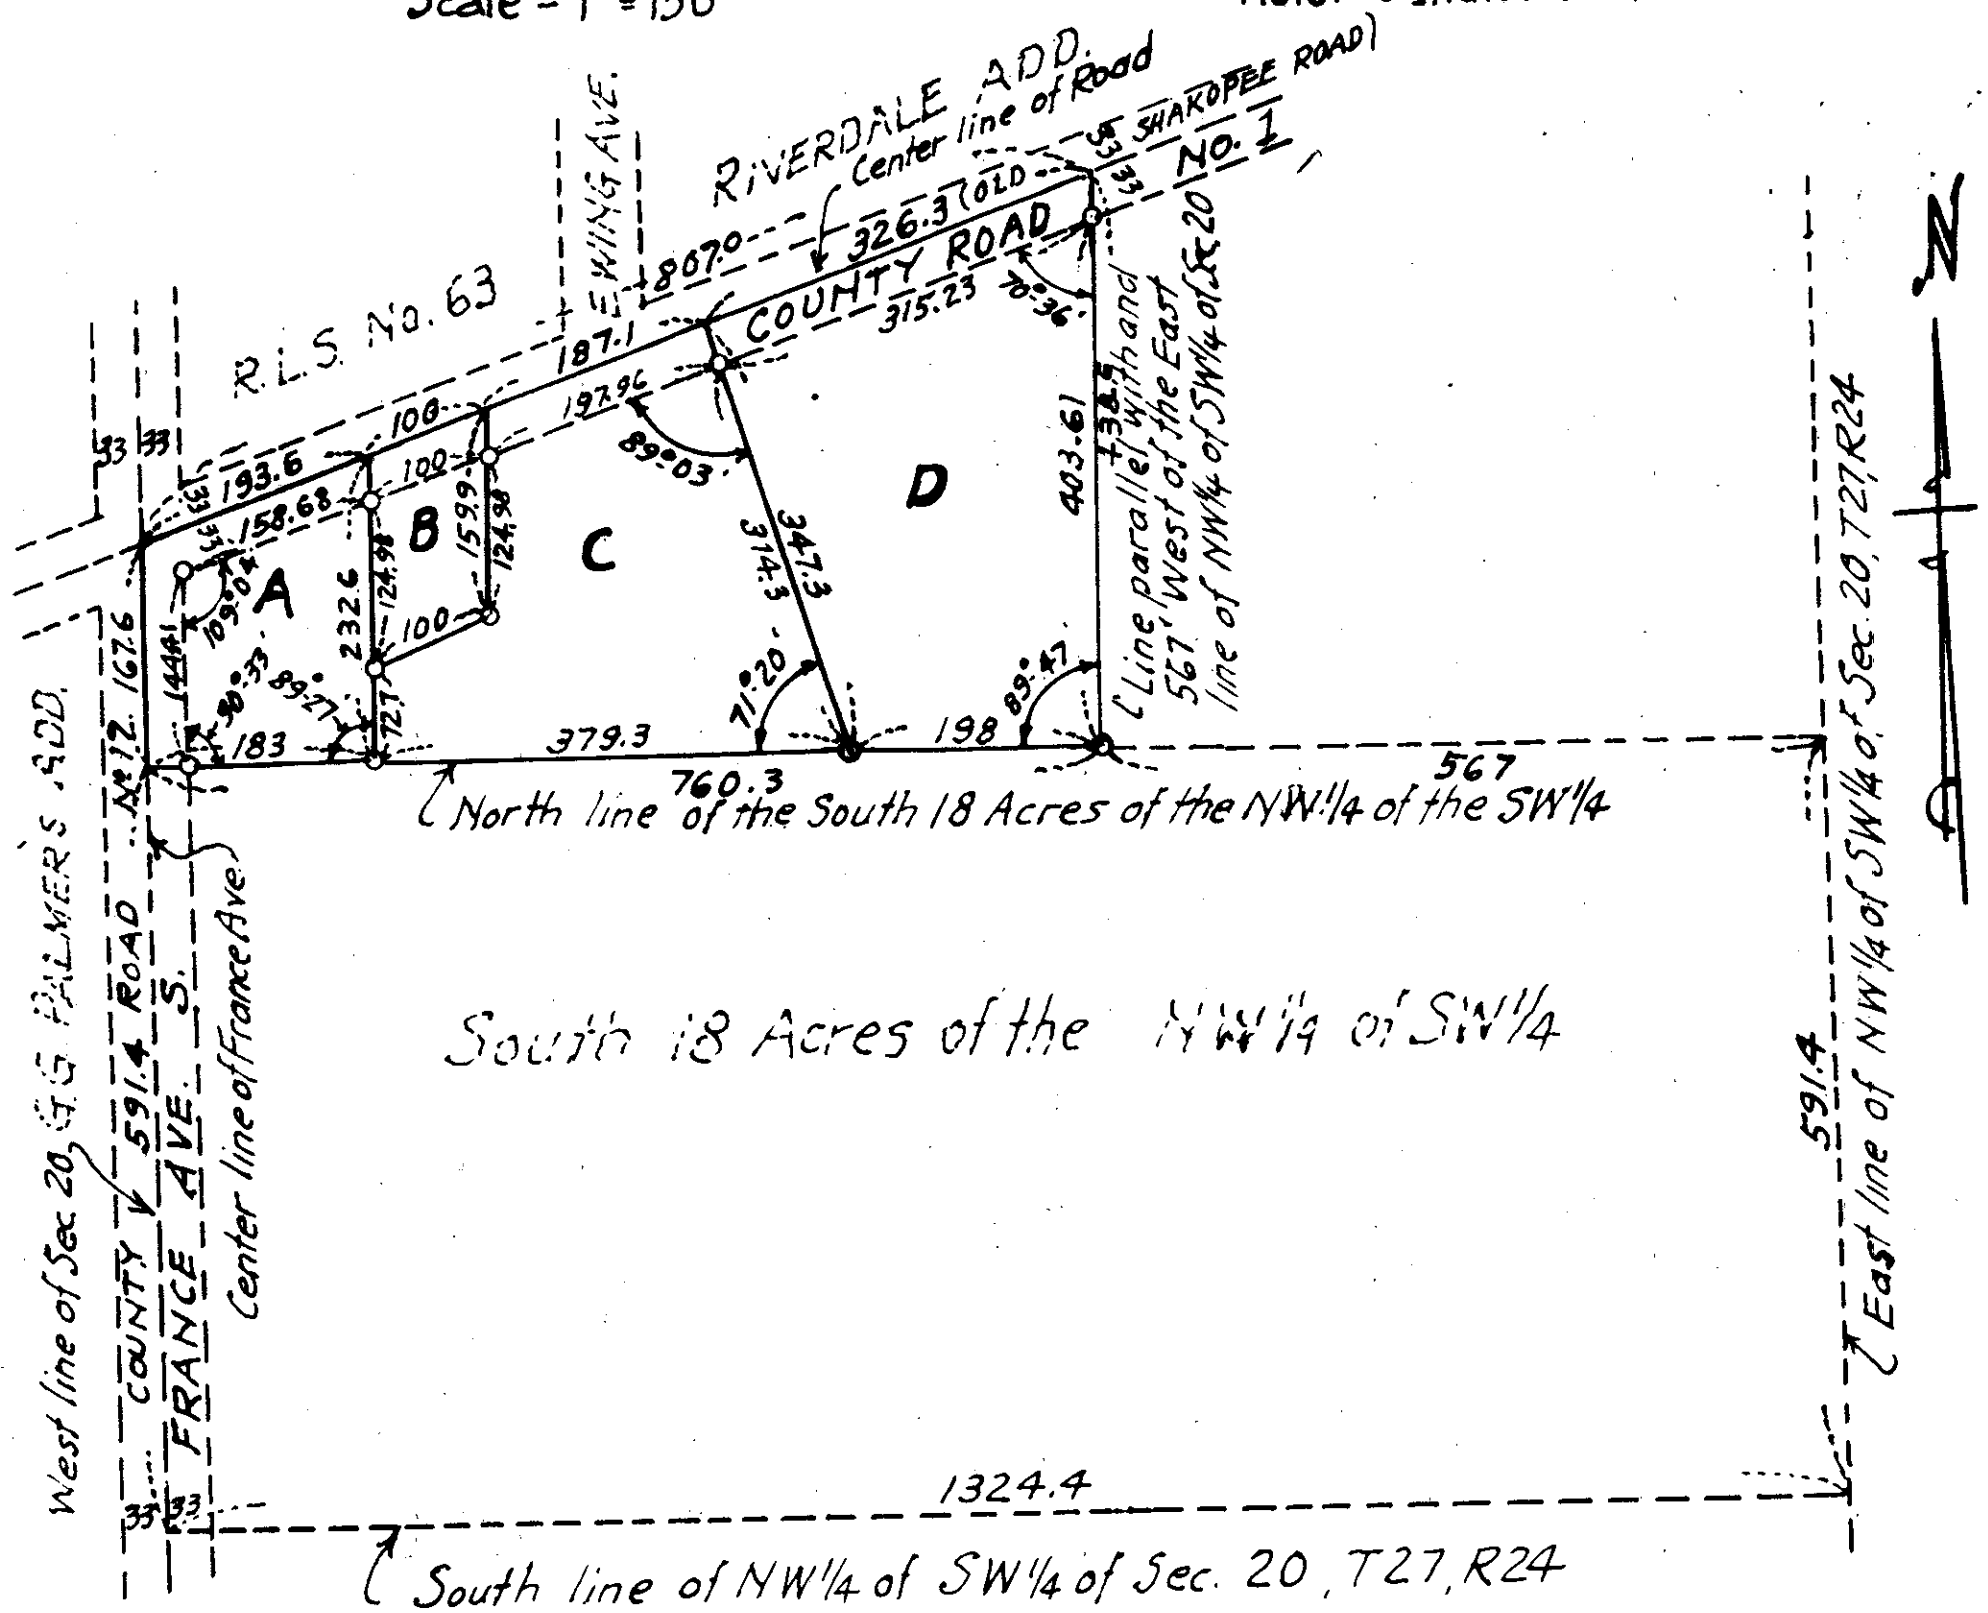 Scale - 1" = 150'
RIVERDALE ADD.
Center line of Road
EWING AVE.
R.L.S. No. 63
807.0
326.3
(OLD SHAKOPEE ROAD)
COUNTY ROAD No. 1
33
33
315.23
70°36'
187.1
197.96
89°03'
100
100
193.6
158.68
33 33
33
33
A
B
C
D
109°04'
167.6
144.41
90°33'
89°27'
232.6
124.98
72.7
159.9
124.98
100
347.3
314.3
403.61
438.5
71°20'
89°47'
183
379.3
198
760.3
567
Line parallel with and
567' West of the East
line of NW¼ of SW¼ of Sec. 20
North line of the South 18 Acres of the NW.¼ of the SW¼
South 18 Acres of the NW¼ of SW¼
G.G. PALMER'S ADD.
West line of Sec. 20
COUNTY ROAD No. 17
591.4
FRANCE AVE. S.
Center line of France Ave.
591.4
East line of NW¼ of SW¼ of Sec. 20, T27, R24
N
33 33
1324.4
South line of NW¼ of SW¼ of Sec. 20, T27, R24